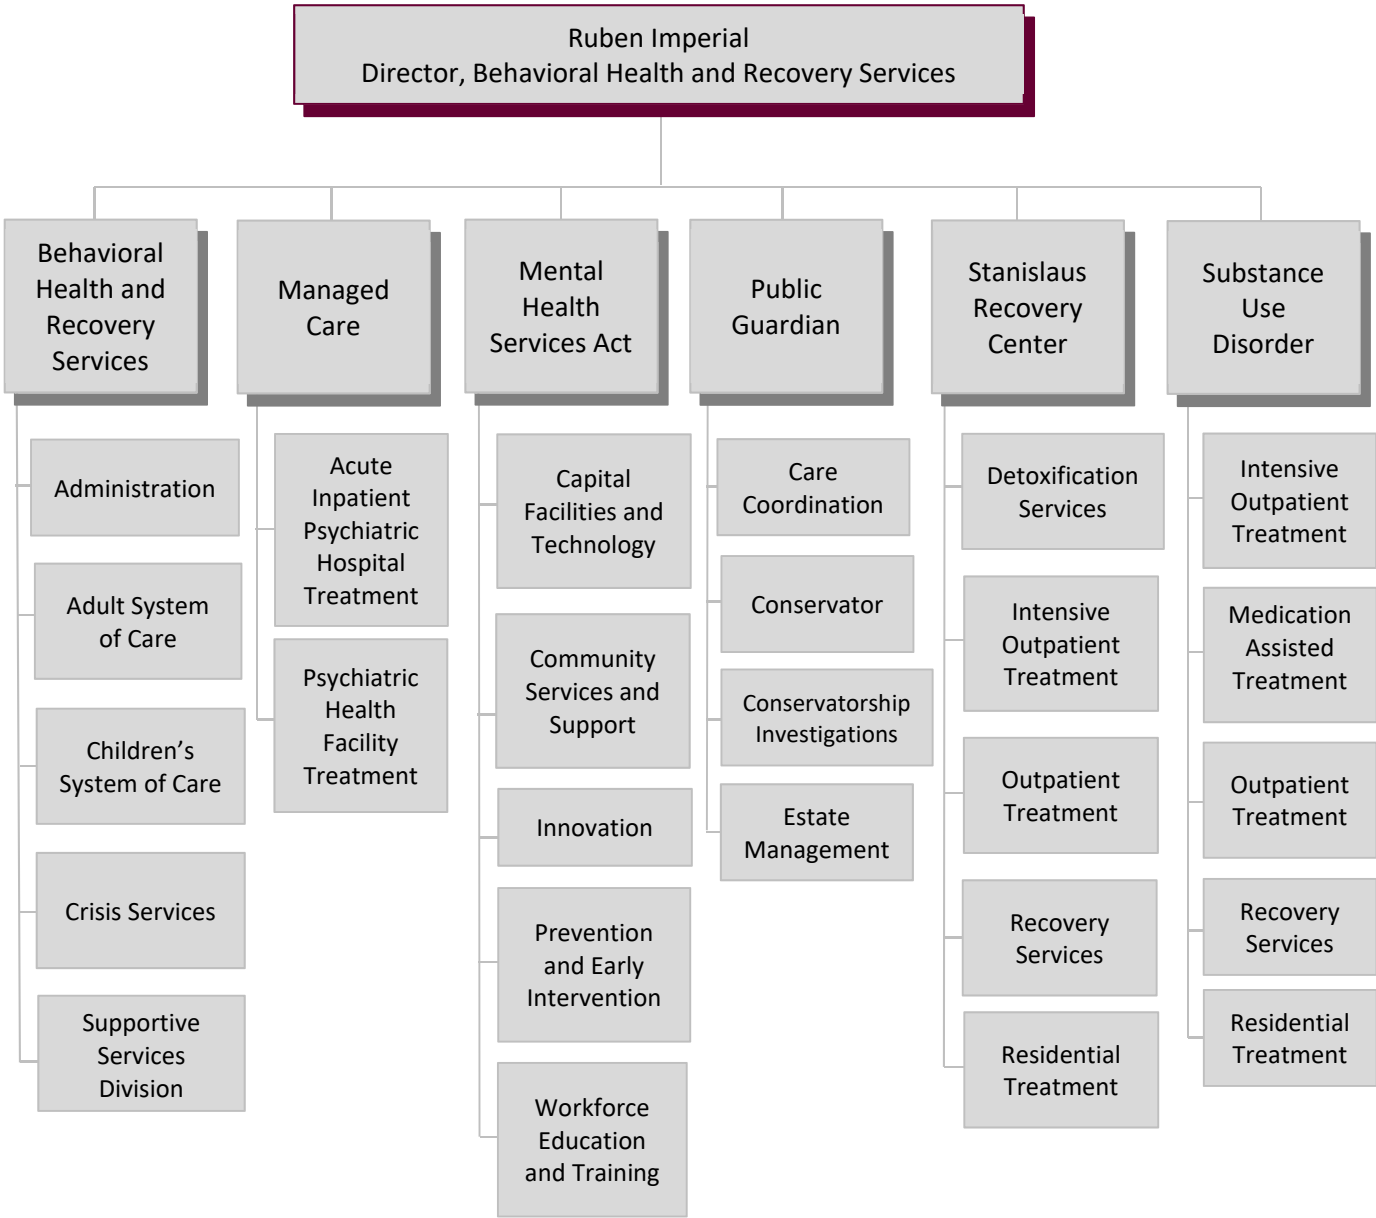 Ruben Imperial
Director, Behavioral Health and Recovery Services
Behavioral
Health and
Recovery
Services
Administration
Adult System
of Care
Children’s
System of Care
Crisis Services
Supportive
Services
Division
Managed
Care
Acute
Inpatient
Psychiatric
Hospital
Treatment
Psychiatric
Health
Facility
Treatment
Mental
Health
Services Act
Capital
Facilities and
Technology
Community
Services and
Support
Innovation
Prevention
and Early
Intervention
Workforce
Education
and Training
Public
Guardian
Care
Coordination
Conservator
Conservatorship
Investigations
Estate
Management
Stanislaus
Recovery
Center
Detoxification
Services
Intensive
Outpatient
Treatment
Outpatient
Treatment
Recovery
Services
Residential
Treatment
Substance
Use
Disorder
Intensive
Outpatient
Treatment
Medication
Assisted
Treatment
Outpatient
Treatment
Recovery
Services
Residential
Treatment